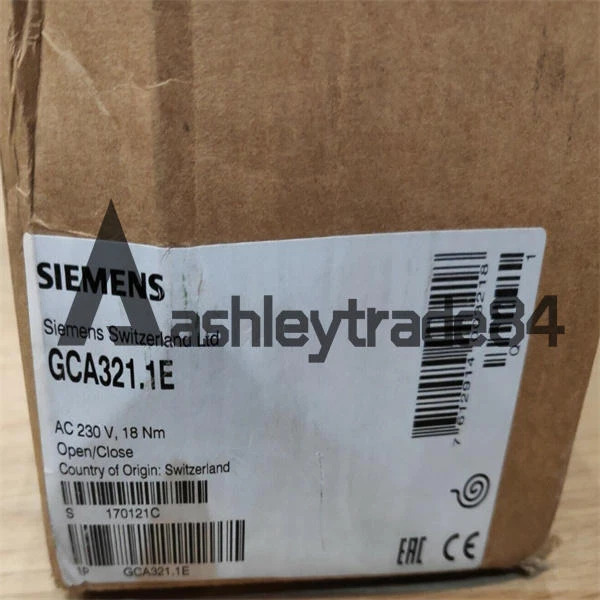 SIEMENS
Siemens Switzerland Ltd
ashleytrade84
GCA321.1E
AC 230 V, 18 Nm
Open/Close
Country of Origin: Switzerland
S 170121C
GCA321.1E
EAC CE
1